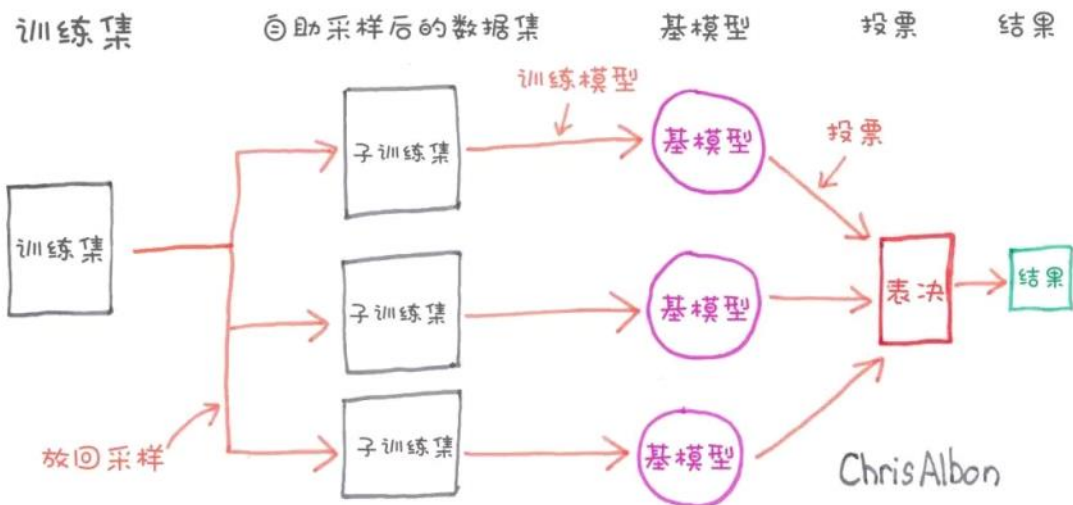 训练集
自助采样后的数据集
基模型
投票
结果
训练模型
投票
训练集
子训练集
基模型
子训练集
基模型
表决
结果
子训练集
基模型
放回采样
ChrisAlbon